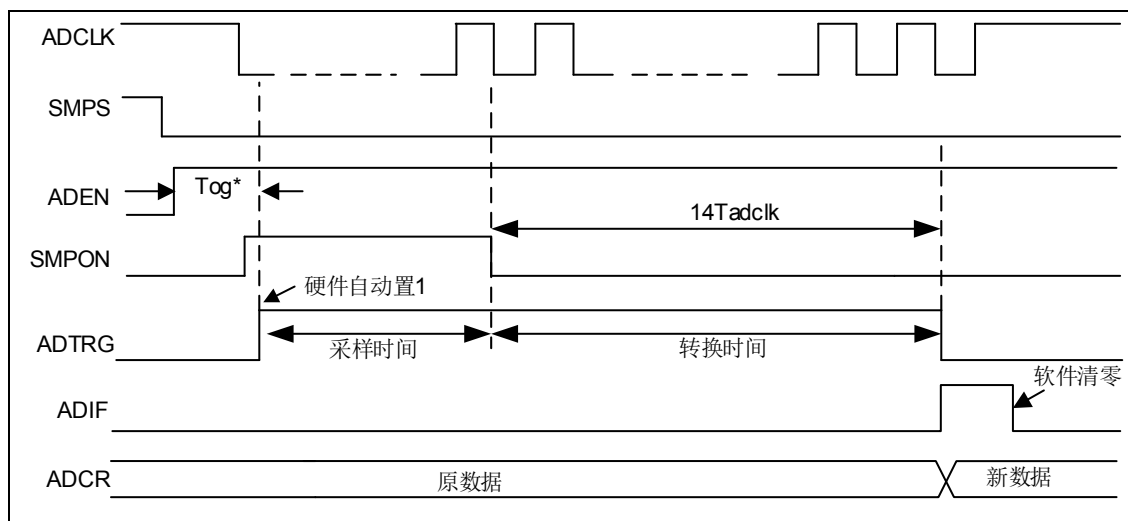 ADCLK
SMPS
ADEN
Tog*
14Tadclk
SMPON
硬件自动置1
ADTRG
采样时间
转换时间
软件清零
ADIF
ADCR
原数据
新数据